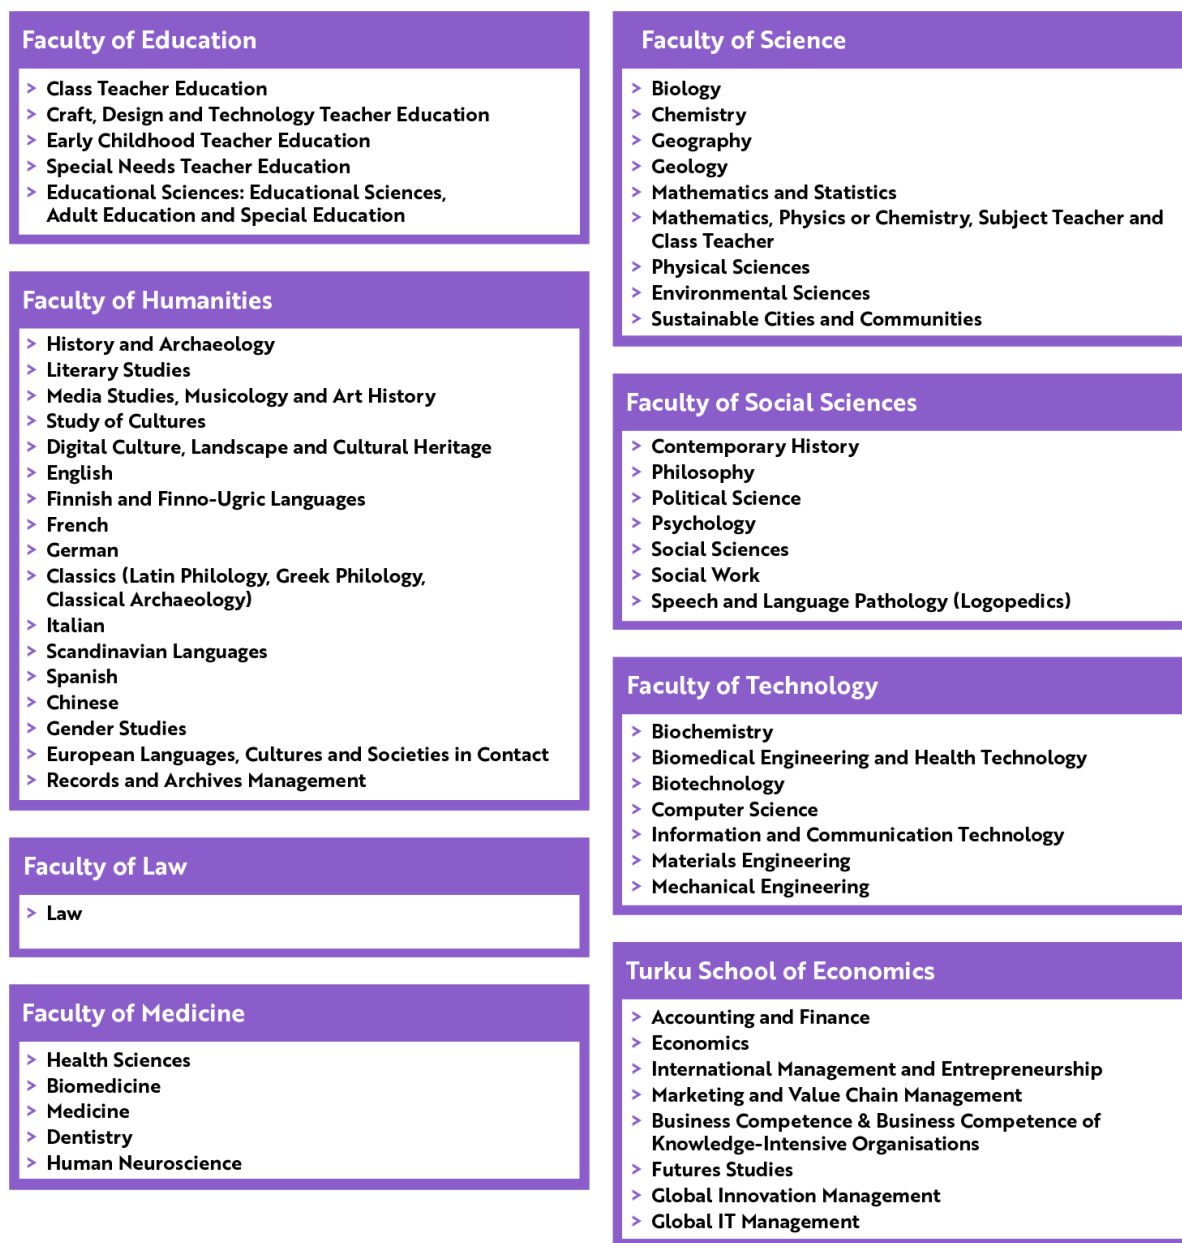 Faculty of Education
> Class Teacher Education
> Craft, Design and Technology Teacher Education
> Early Childhood Teacher Education
> Special Needs Teacher Education
> Educational Sciences: Educational Sciences,
Adult Education and Special Education
Faculty of Humanities
> History and Archaeology
> Literary Studies
> Media Studies, Musicology and Art History
> Study of Cultures
> Digital Culture, Landscape and Cultural Heritage
> English
> Finnish and Finno-Ugric Languages
> French
> German
> Classics (Latin Philology, Greek Philology,
Classical Archaeology)
> Italian
> Scandinavian Languages
> Spanish
> Chinese
> Gender Studies
> European Languages, Cultures and Societies in Contact
> Records and Archives Management
Faculty of Law
> Law
Faculty of Medicine
> Health Sciences
> Biomedicine
> Medicine
> Dentistry
> Human Neuroscience
Faculty of Science
> Biology
> Chemistry
> Geography
> Geology
> Mathematics and Statistics
> Mathematics, Physics or Chemistry, Subject Teacher and
Class Teacher
> Physical Sciences
> Environmental Sciences
> Sustainable Cities and Communities
Faculty of Social Sciences
> Contemporary History
> Philosophy
> Political Science
> Psychology
> Social Sciences
> Social Work
> Speech and Language Pathology (Logopedics)
Faculty of Technology
> Biochemistry
> Biomedical Engineering and Health Technology
> Biotechnology
> Computer Science
> Information and Communication Technology
> Materials Engineering
> Mechanical Engineering
Turku School of Economics
> Accounting and Finance
> Economics
> International Management and Entrepreneurship
> Marketing and Value Chain Management
> Business Competence & Business Competence of
Knowledge-Intensive Organisations
> Futures Studies
> Global Innovation Management
> Global IT Management